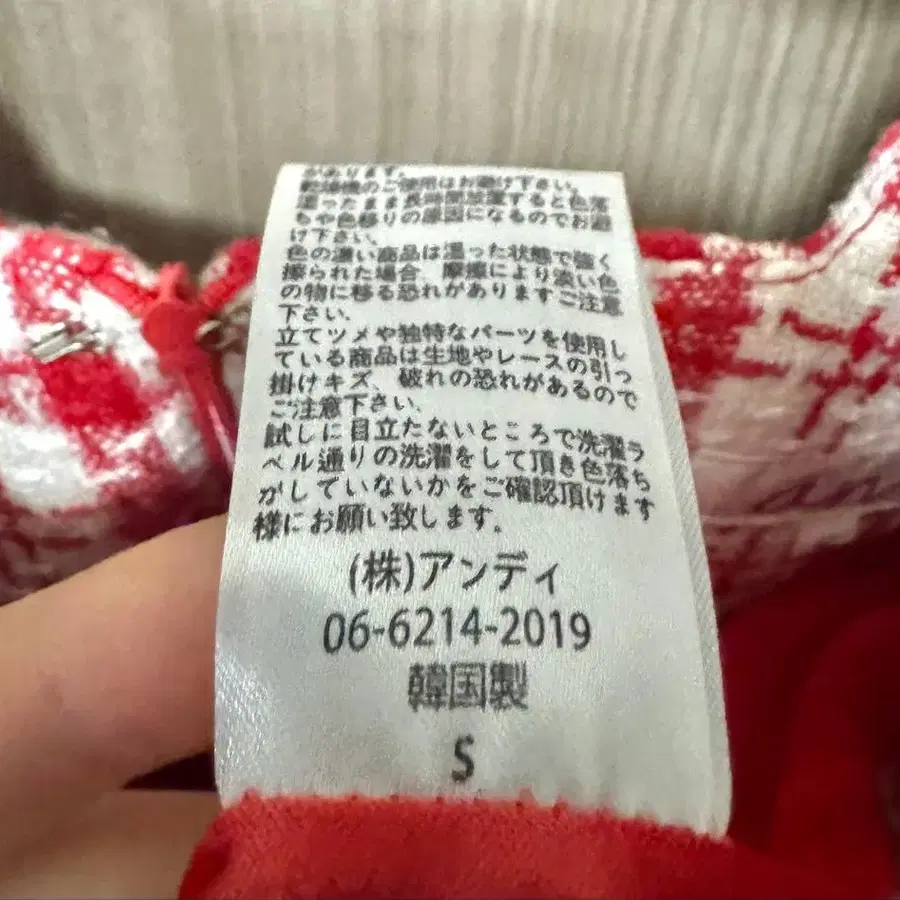 があります。
乾燥機のご使用はお避け下さい。
湿ったまま長時間放置すると色落
ちや色移りの原因になるのでお避
け下さい。
色の濃い商品は湿った状態で強く
擦られた場合、摩擦により淡い色
の物に移る恐れがありますご注意
下さい。
立てツメや独特なパーツを使用し
ている商品は生地やレースの引っ
掛けキズ、破れの恐れがあるので
ご注意下さい。
試しに目立たないところで洗濯ラ
ベル通りの洗濯をして頂き色落ち
がしていないかをご確認頂けます
様にお願い致します。
(株)アンディ
06-6214-2019
韓国製
S